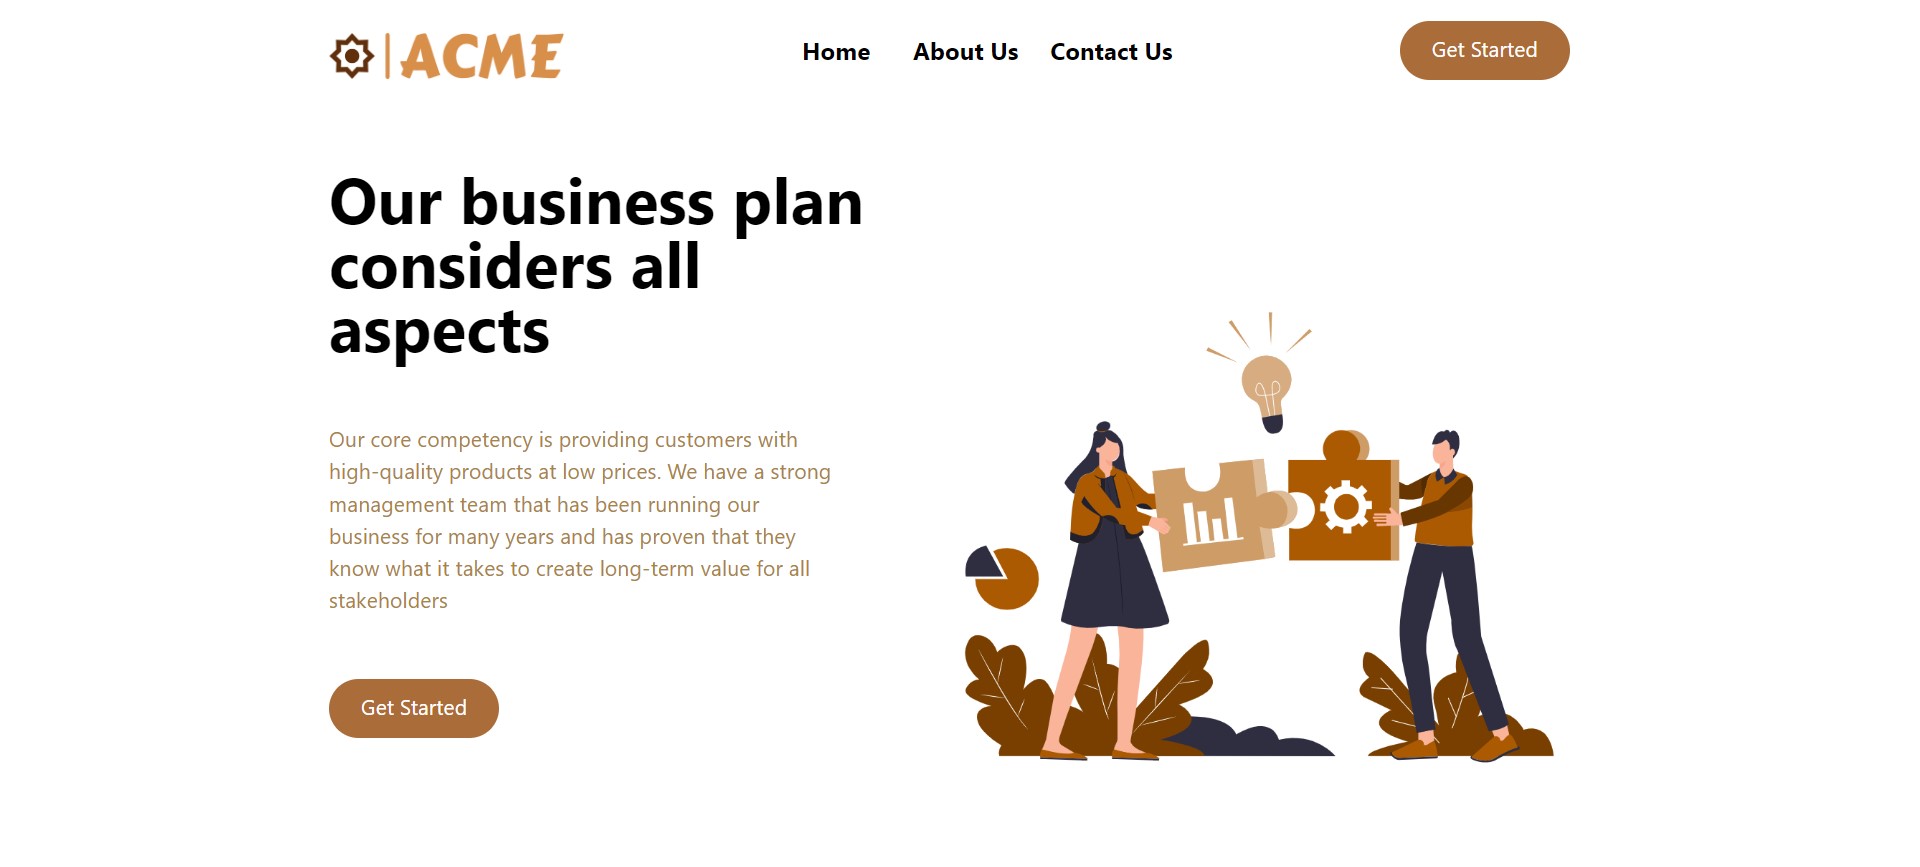 ACME
Home About Us Contact Us
Get Started
Our business plan
considers all
aspects
Our core competency is providing customers with
high-quality products at low prices. We have a strong
management team that has been running our
business for many years and has proven that they
know what it takes to create long-term value for all
stakeholders
Get Started